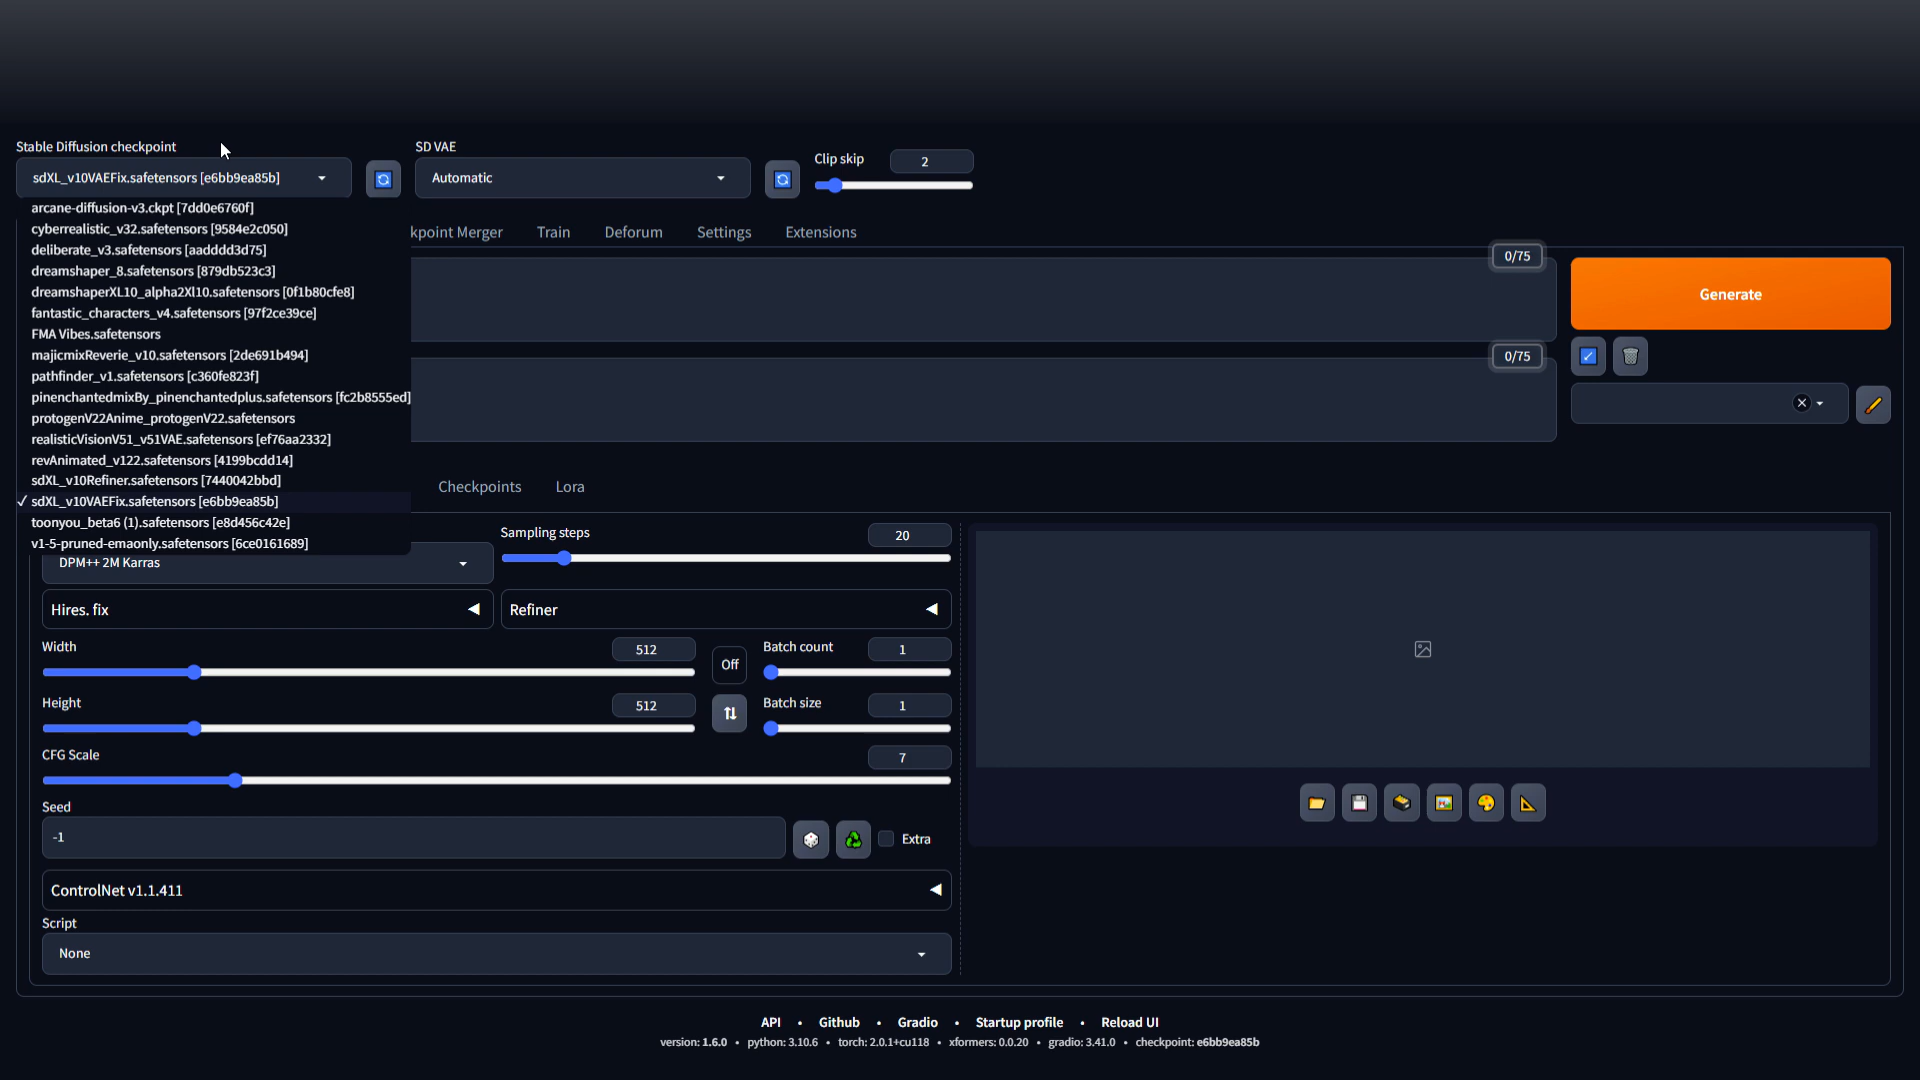 Stable Diffusion checkpoint
SD VAE
Clip skip
2
sdXL_v10VAEFix.safetensors [e6bb9ea85b]
Automatic
arcane-diffusion-v3.ckpt [7dd0e6760f]
cyberrealistic_v32.safetensors [9584e2c050]
deliberate_v3.safetensors [aadddd3d75]
dreamshaper_8.safetensors [879db523c3]
dreamshaperXL10_alpha2Xl10.safetensors [0f1b80cfe8]
fantastic_characters_v4.safetensors [97f2ce39ce]
FMA Vibes.safetensors
majicmixReverie_v10.safetensors [2de691b494]
pathfinder_v1.safetensors [c360fe823f]
pinenchantedmixBy_pinenchantedplus.safetensors [fc2b8555ed]
protogenV22Anime_protogenV22.safetensors
realisticVisionV51_v51VAE.safetensors [ef76aa2332]
revAnimated_v122.safetensors [4199bcdd14]
sdXL_v10Refiner.safetensors [7440042bbd]
✓ sdXL_v10VAEFix.safetensors [e6bb9ea85b]
toonyou_beta6 (1).safetensors [e8d456c42e]
v1-5-pruned-emaonly.safetensors [6ce0161689]
kpoint Merger
Train
Deforum
Settings
Extensions
0/75
0/75
Generate
Checkpoints
Lora
DPM++ 2M Karras
Sampling steps
20
Hires. fix
Refiner
Width
512
Off
Batch count
1
Height
512
Batch size
1
CFG Scale
7
Seed
-1
Extra
ControlNet v1.1.411
Script
None
API • Github • Gradio • Startup profile • Reload UI
version: 1.6.0 • python: 3.10.6 • torch: 2.0.1+cu118 • xformers: 0.0.20 • gradio: 3.41.0 • checkpoint: e6bb9ea85b